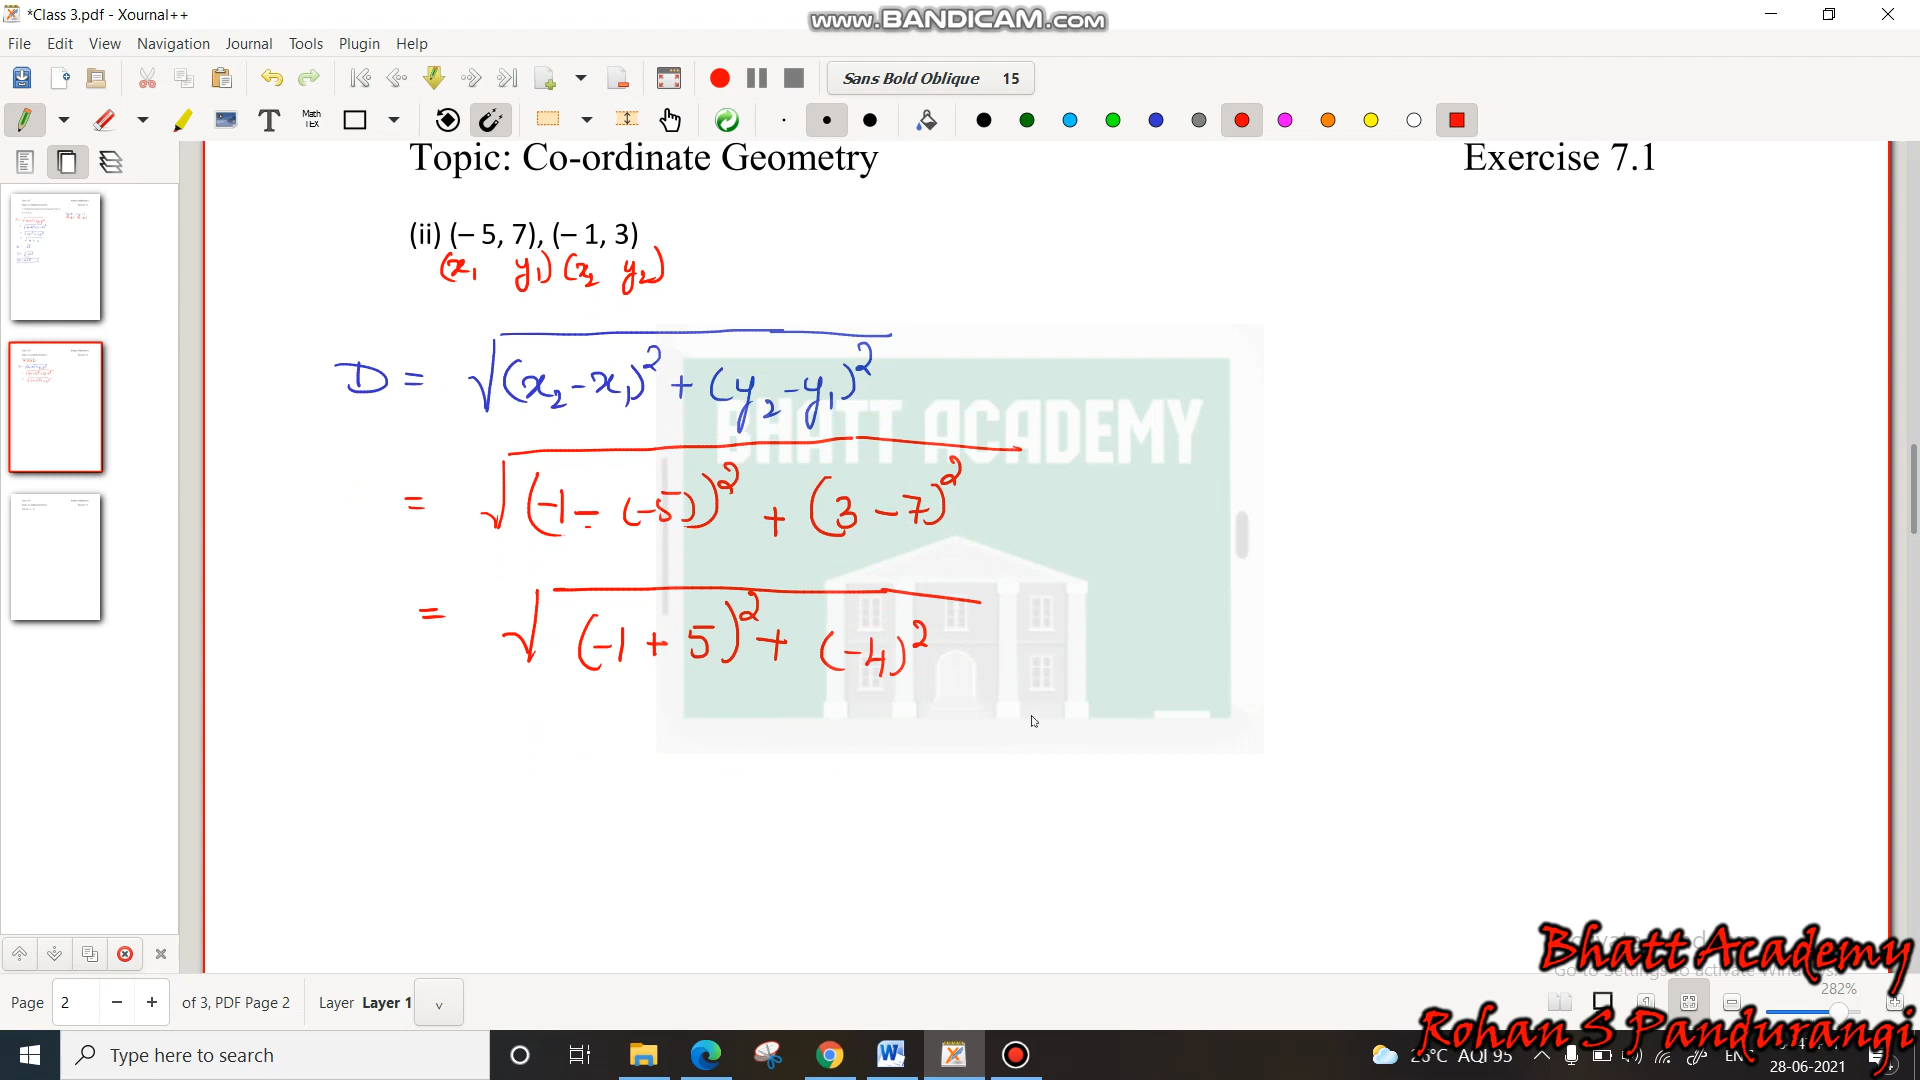 *Class 3.pdf - Xournal++
www.BANDICAM.com
File Edit View Navigation Journal Tools Plugin Help
Sans Bold Oblique 15
T Math TEX
Topic: Co-ordinate Geometry Exercise 7.1
(ii) (– 5, 7), (– 1, 3)
(x₁ y₁) (x₂ y₂)
D = √(x₂-x₁)² + (y₂-y₁)²
BHATT ACADEMY
= √(-1 - (-5))² + (3 - 7)²
= √(-1 + 5)² + (-4)²
Bhatt Academy
Page 2 of 3, PDF Page 2 Layer Layer 1 282%
Rohan S Pandurangi
Type here to search 26°C AQI 95
28-06-2021